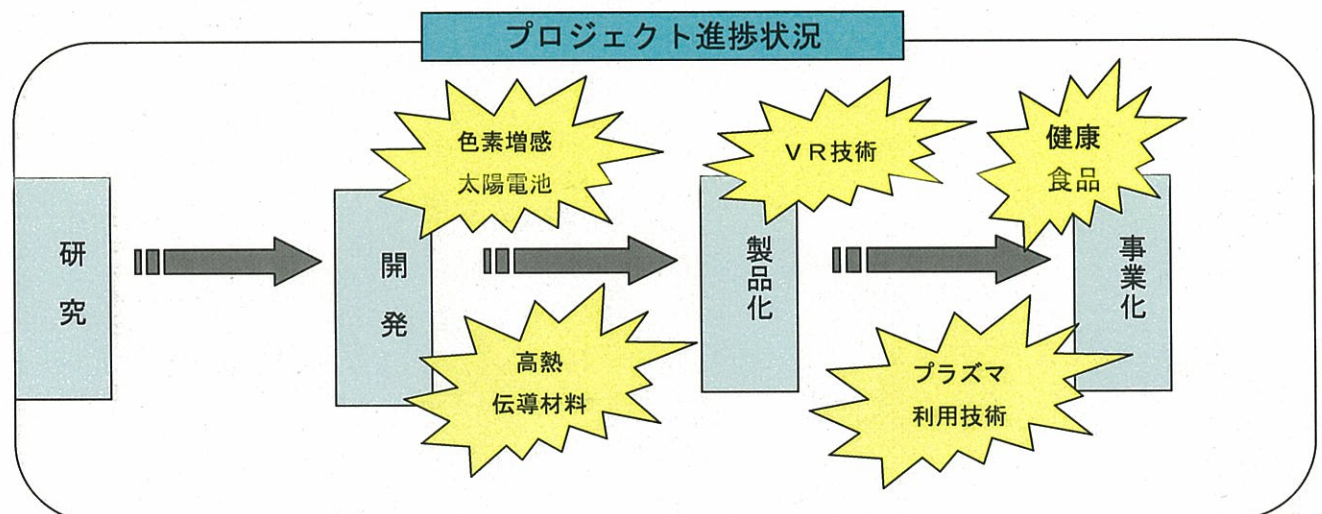 プロジェクト進捗状況
色素増感
太陽電池
VR技術
健康
食品
研究
開発
製品化
事業化
高熱
伝導材料
プラズマ
利用技術